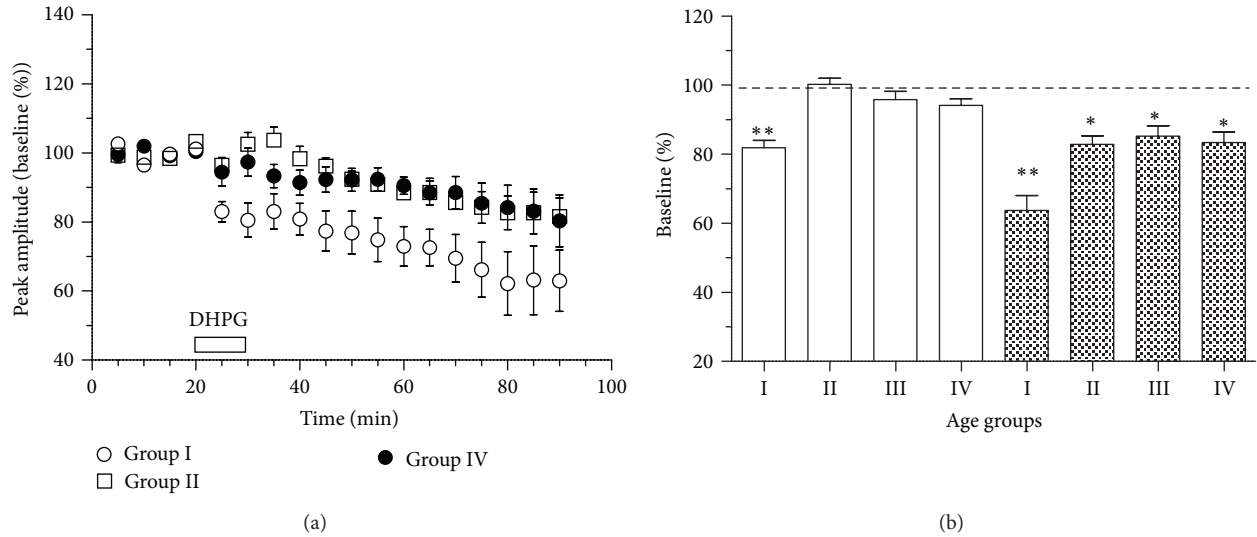 140
120
100
80
60
40
Peak amplitude (baseline (%))
DHPG
0 20 40 60 80 100
Time (min)
Group I
Group II
Group IV
(a)
120
100
80
60
40
20
Baseline (%)
** ** * * *
I II III IV I II III IV
Age groups
(b)